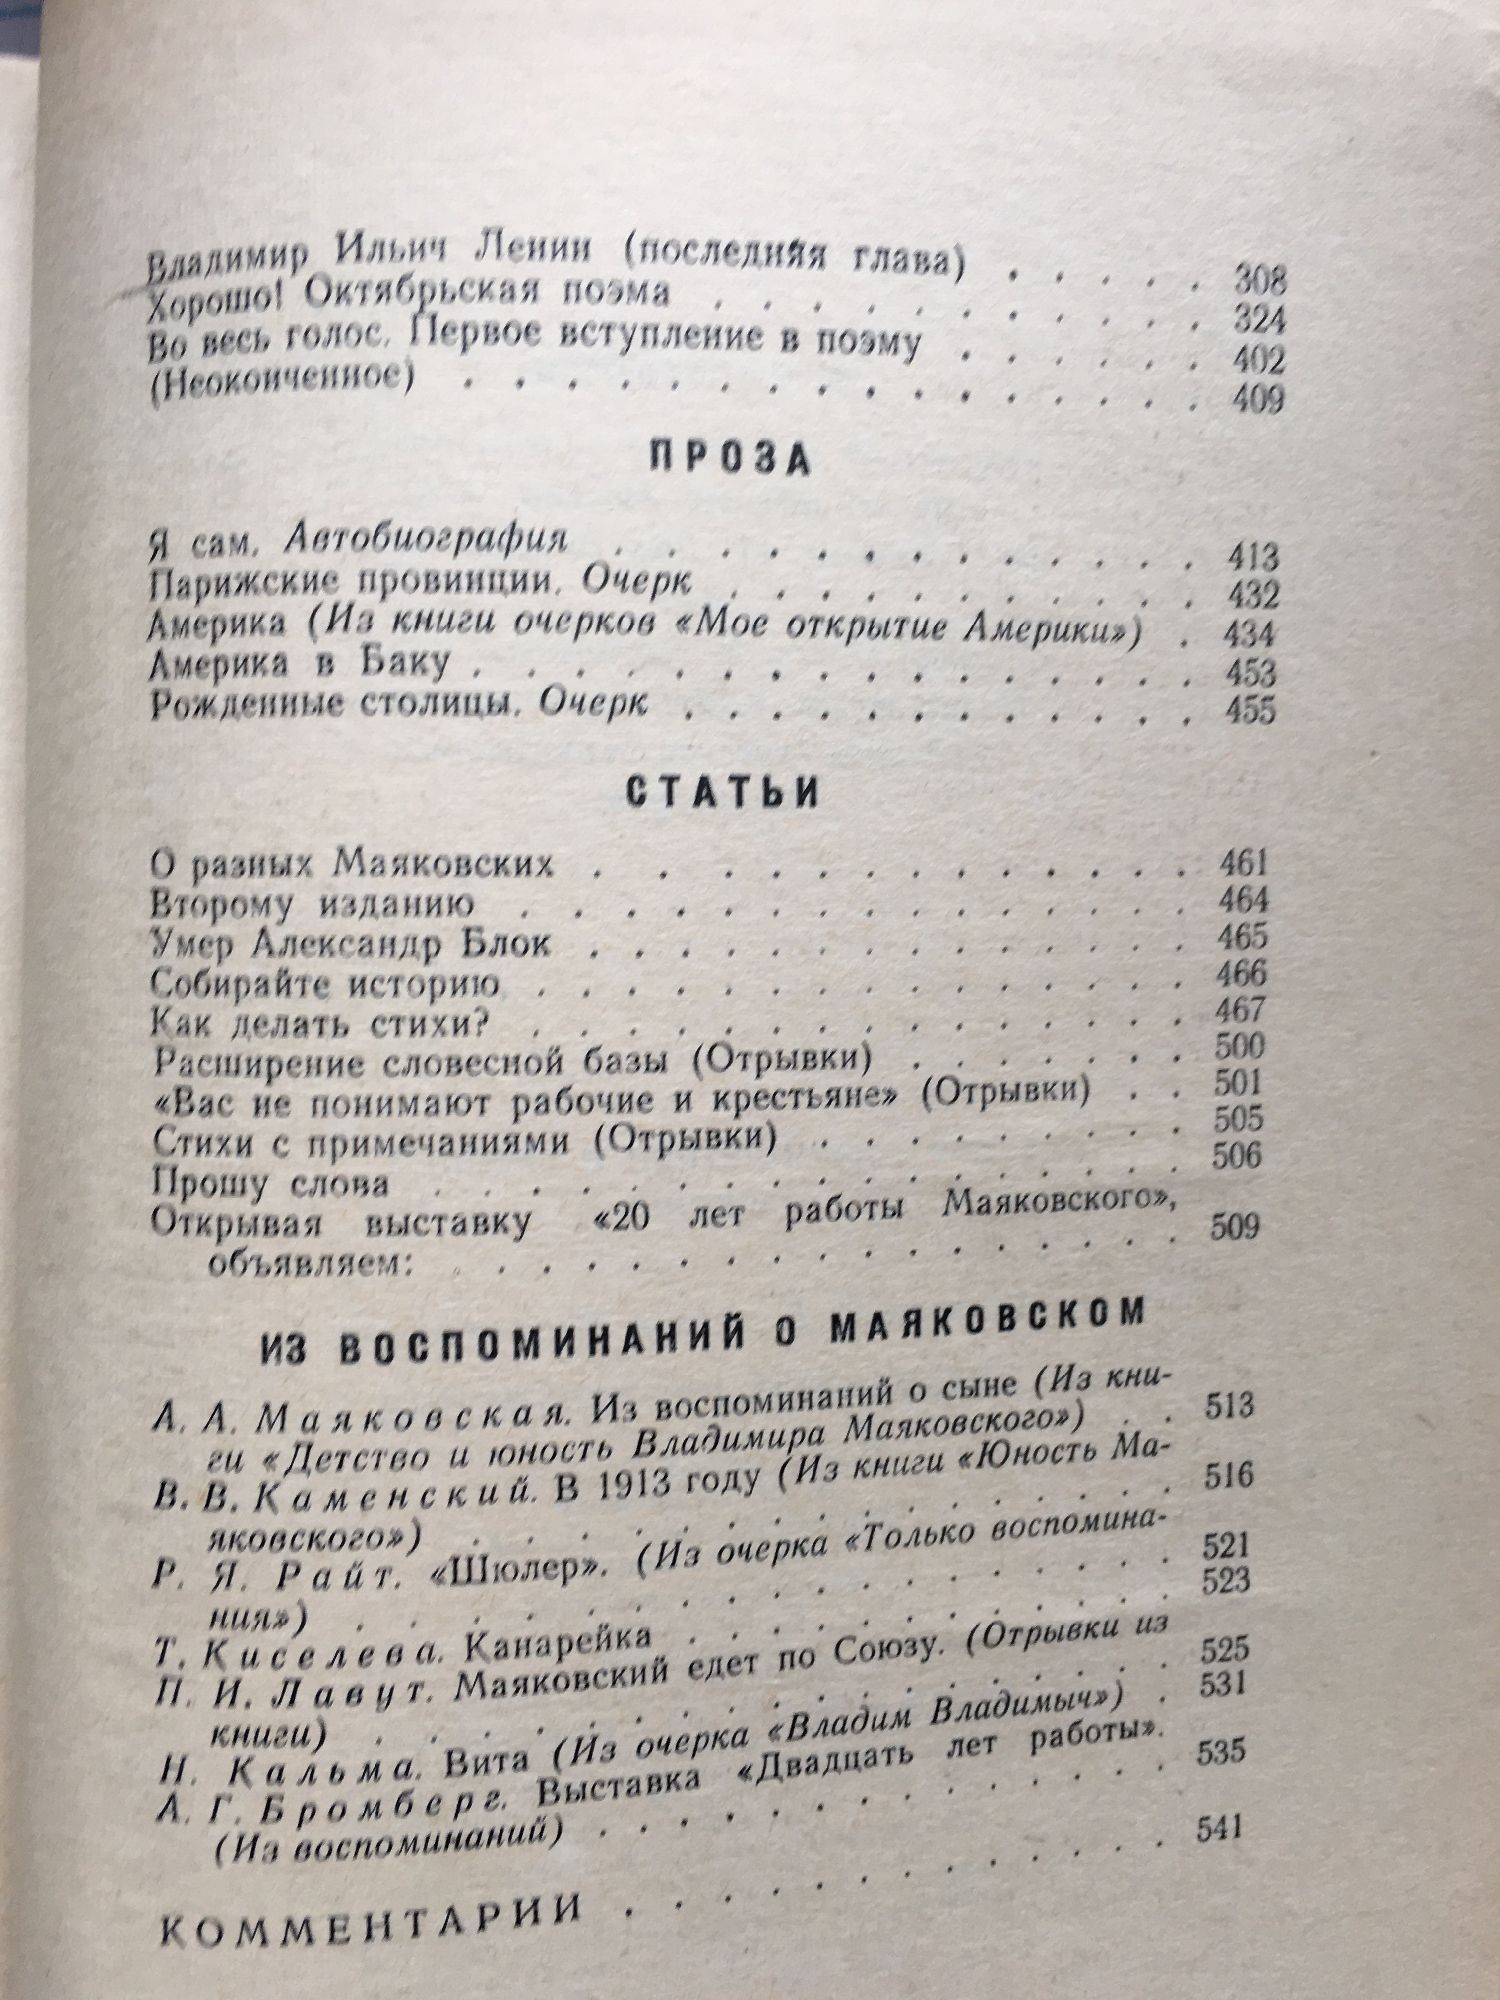 Владимир Ильич Ленин (последняя глава) . . . . . 308
Хорошо! Октябрьская поэма . . . . . . . . . . . 324
Во весь голос. Первое вступление в поэму . . . . . . 402
(Неоконченное) . . . . . . . . . . . . . . . . 409
ПРОЗА
Я сам. Автобиография . . . . . . . . . . . . . 413
Парижские провинции. Очерк . . . . . . . . . . . 432
Америка (Из книги очерков «Мое открытие Америки») . 434
Америка в Баку . . . . . . . . . . . . . . . . 453
Рожденные столицы. Очерк . . . . . . . . . . . . 455
СТАТЬИ
О разных Маяковских . . . . . . . . . . . . . 461
Второму изданию . . . . . . . . . . . . . . . 464
Умер Александр Блок . . . . . . . . . . . . . 465
Собирайте историю . . . . . . . . . . . . . . 466
Как делать стихи? . . . . . . . . . . . . . . 467
Расширение словесной базы (Отрывки) . . . . . . 500
«Вас не понимают рабочие и крестьяне» (Отрывки) . . 501
Стихи с примечаниями (Отрывки) . . . . . . . . 505
Прошу слова . . . . . . . . . . . . . . . . 506
Открывая выставку «20 лет работы Маяковского»,
объявляем: . . . . . . . . . . . . . . . . 509
ИЗ ВОСПОМИНАНИЙ О МАЯКОВСКОМ
А. А. Маяковская. Из воспоминаний о сыне (Из кни-
ги «Детство и юность Владимира Маяковского») . . 513
В. В. Каменский. В 1913 году (Из книги «Юность Ма-
яковского») . . . . . . . . . . . . . . . . 516
Р. Я. Райт. «Шюлер». (Из очерка «Только воспомина-
ния») . . . . . . . . . . . . . . . . . . 521
Т. Киселева. Канарейка . . . . . . . . . . . 523
П. И. Лавут. Маяковский едет по Союзу. (Отрывки из
книги) . . . . . . . . . . . . . . . . . . 525
Н. Кальма. Вита (Из очерка «Владим Владимыч») . 531
А. Г. Бромберг. Выставка «Двадцать лет работы».
(Из воспоминаний) . . . . . . . . . . . . . 535
КОММЕНТАРИИ . . . . . . . . . . . . 541